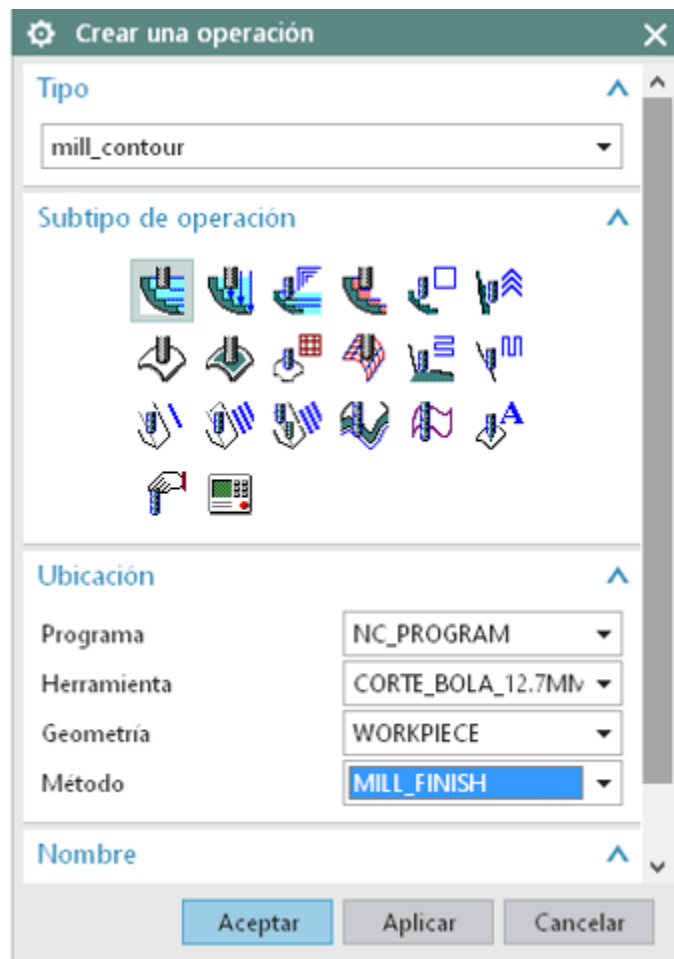 Crear una operación
Tipo
mill_contour
Subtipo de operación
A
Ubicación
Programa NC_PROGRAM
Herramienta CORTE_BOLA_12.7MM
Geometría WORKPIECE
Método MILL_FINISH
Nombre
Aceptar Aplicar Cancelar